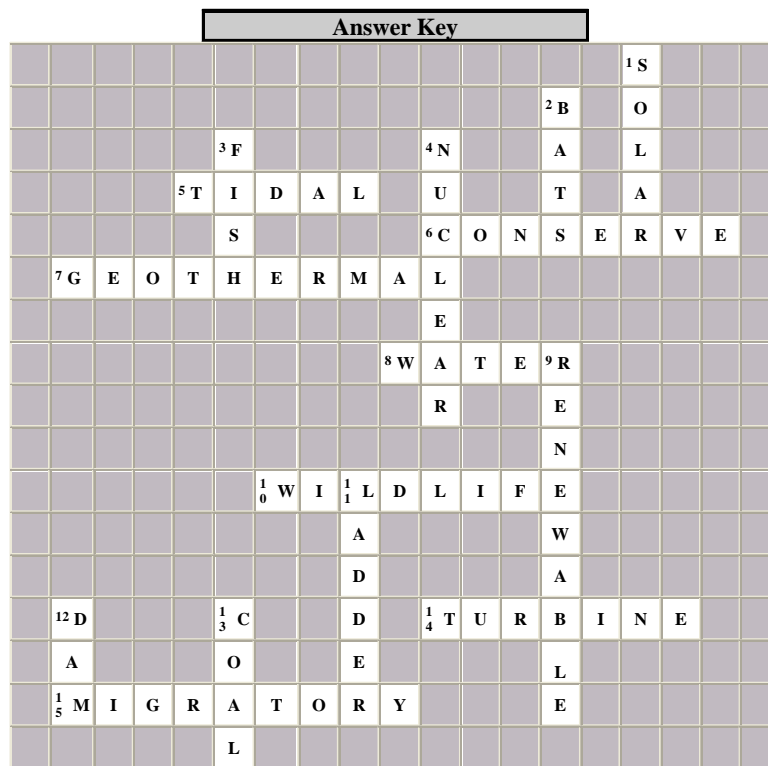 Answer Key
1 S
2 B O
3 F 4 N A L
5 T I D A L U T A
S 6 C O N S E R V E
7 G E O T H E R M A L
E
8 W A T E 9 R
R E
N
10 W I 11 L D L I F E
A W
D A
12 D 13 C D 14 T U R B I N E
A O E L
15 M I G R A T O R Y E
L